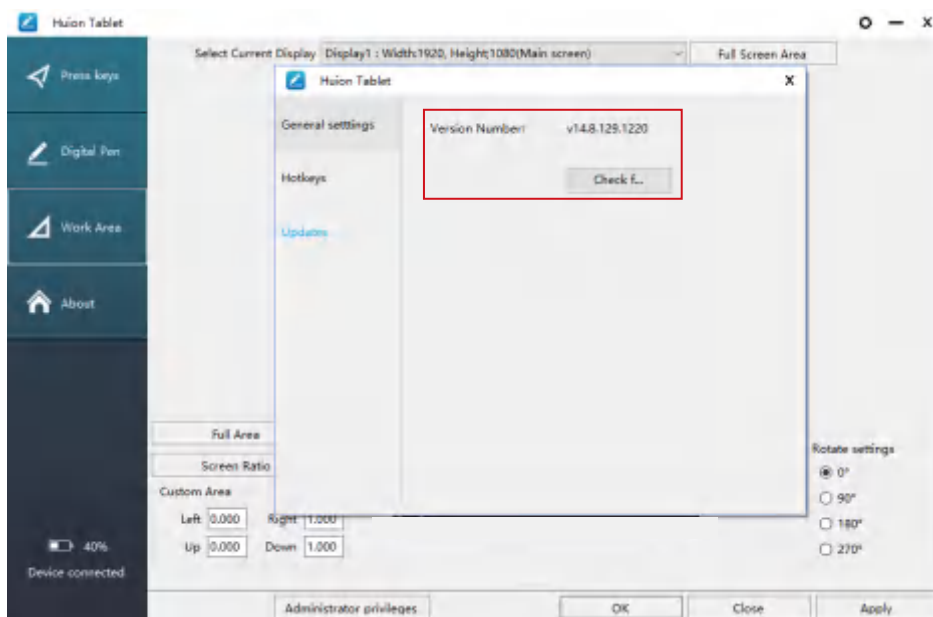 Huion Tablet
Select Current Display Display1 : Width:1920, Height:1080(Main screen) Full Screen Area
Press keys
Digital Pen
Work Area
About
40%
Device connected
Huion Tablet X
General setttings
Hotkeys
Updates
Version Number: v14.8.129.1220
Check f...
Full Area
Screen Ratio
Custom Area
Left 0.000 Right 1.000
Up 0.000 Down 1.000
Rotate settings
0°
90°
180°
270°
Administrator privileges OK Close Apply